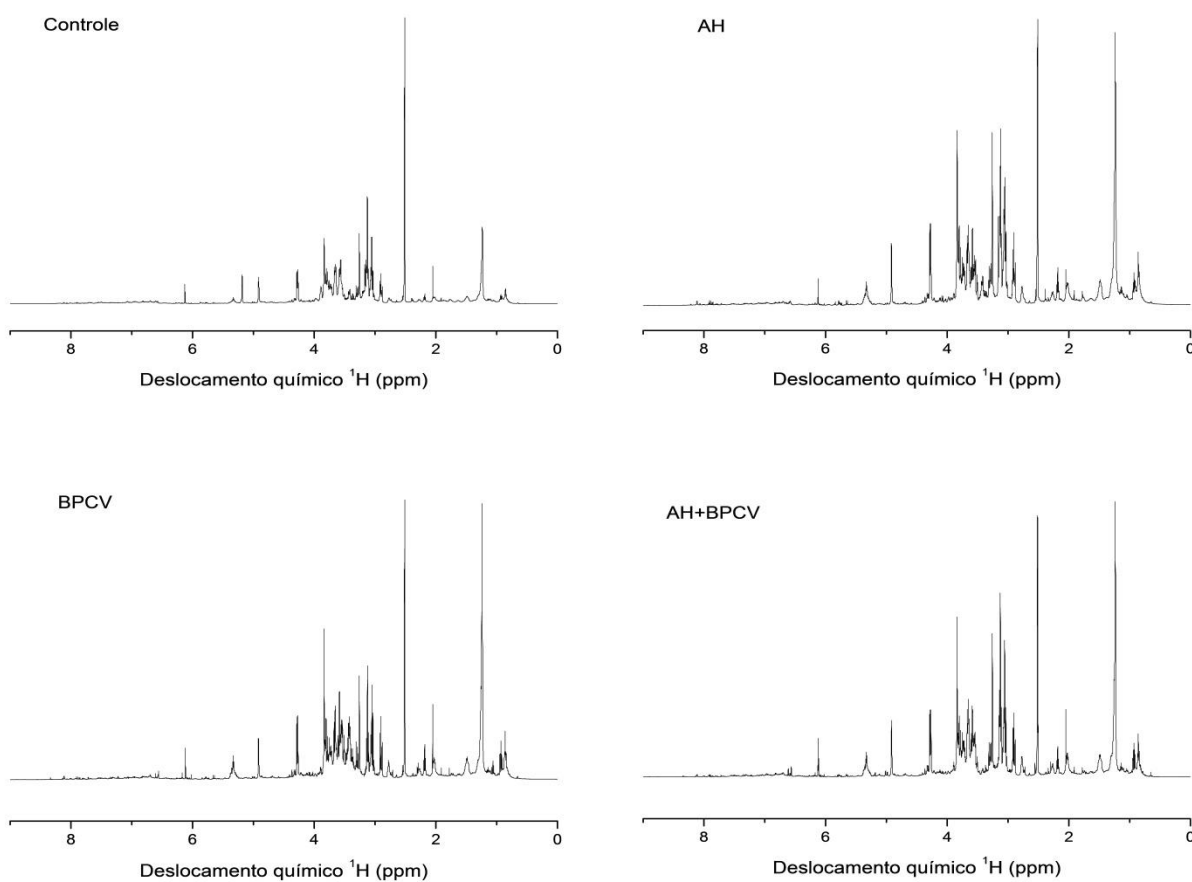 Controle
8 6 4 2 0
Deslocamento químico ¹H (ppm)
AH
8 6 4 2 0
Deslocamento químico ¹H (ppm)
BPCV
8 6 4 2 0
Deslocamento químico ¹H (ppm)
AH+BPCV
8 6 4 2 0
Deslocamento químico ¹H (ppm)